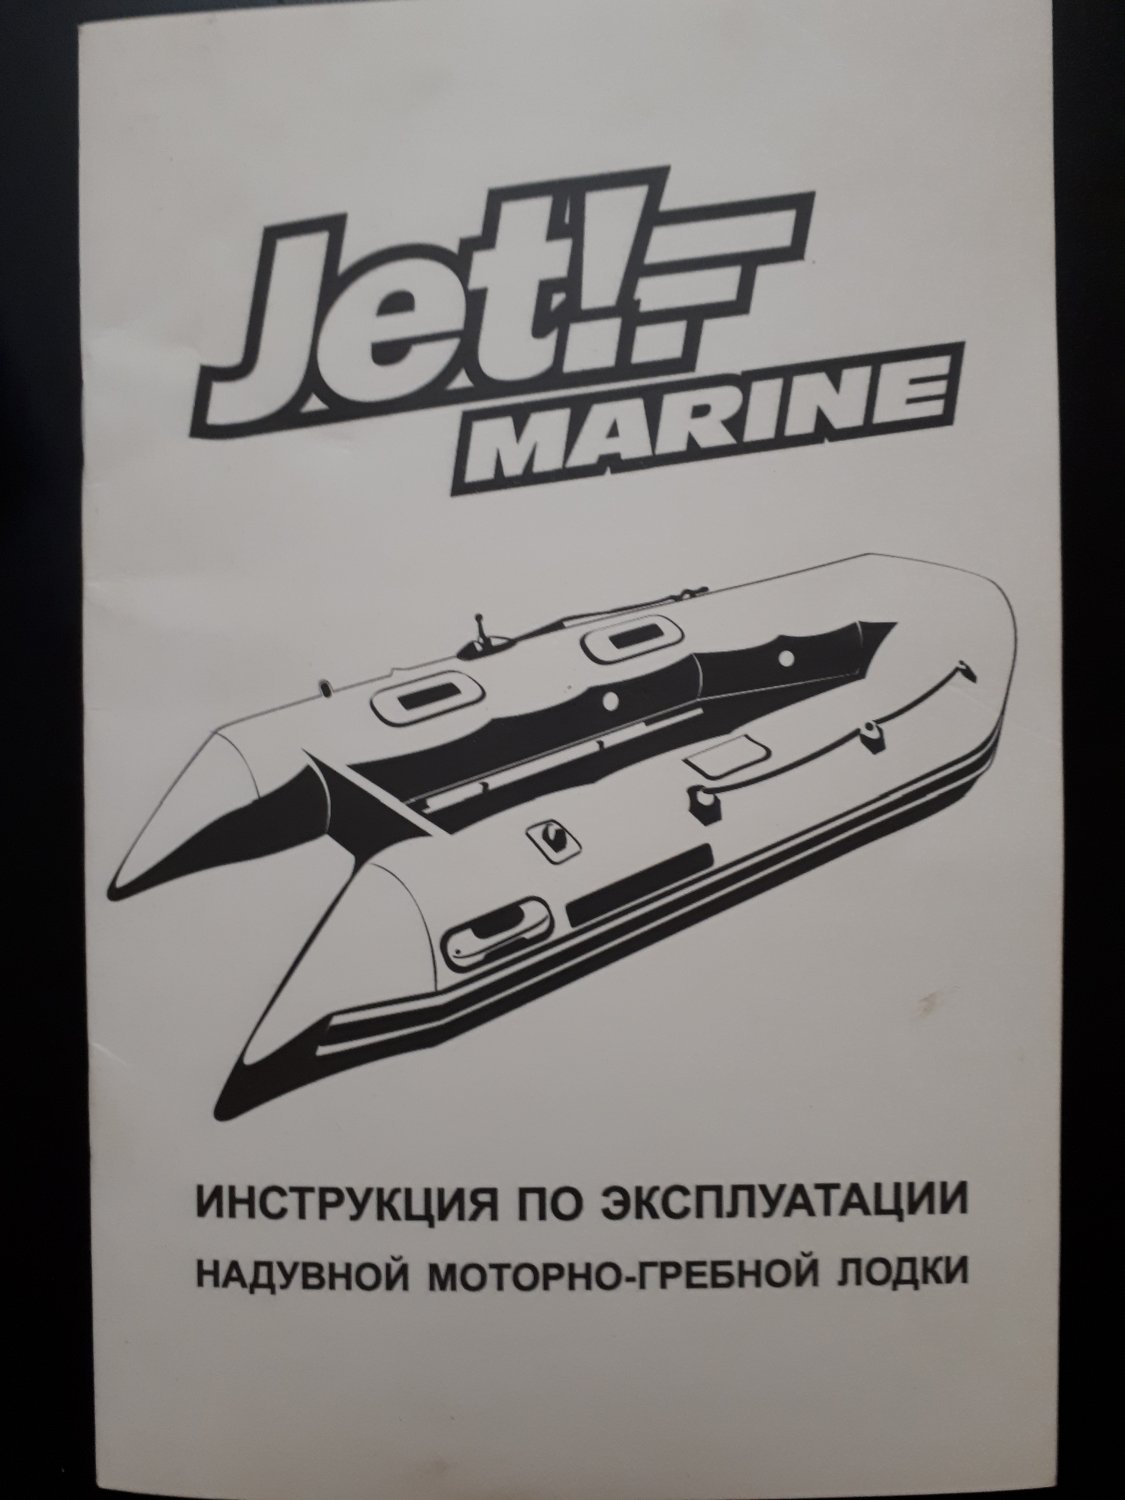 Jet!
MARINE
ИНСТРУКЦИЯ ПО ЭКСПЛУАТАЦИИ
НАДУВНОЙ МОТОРНО-ГРЕБНОЙ ЛОДКИ